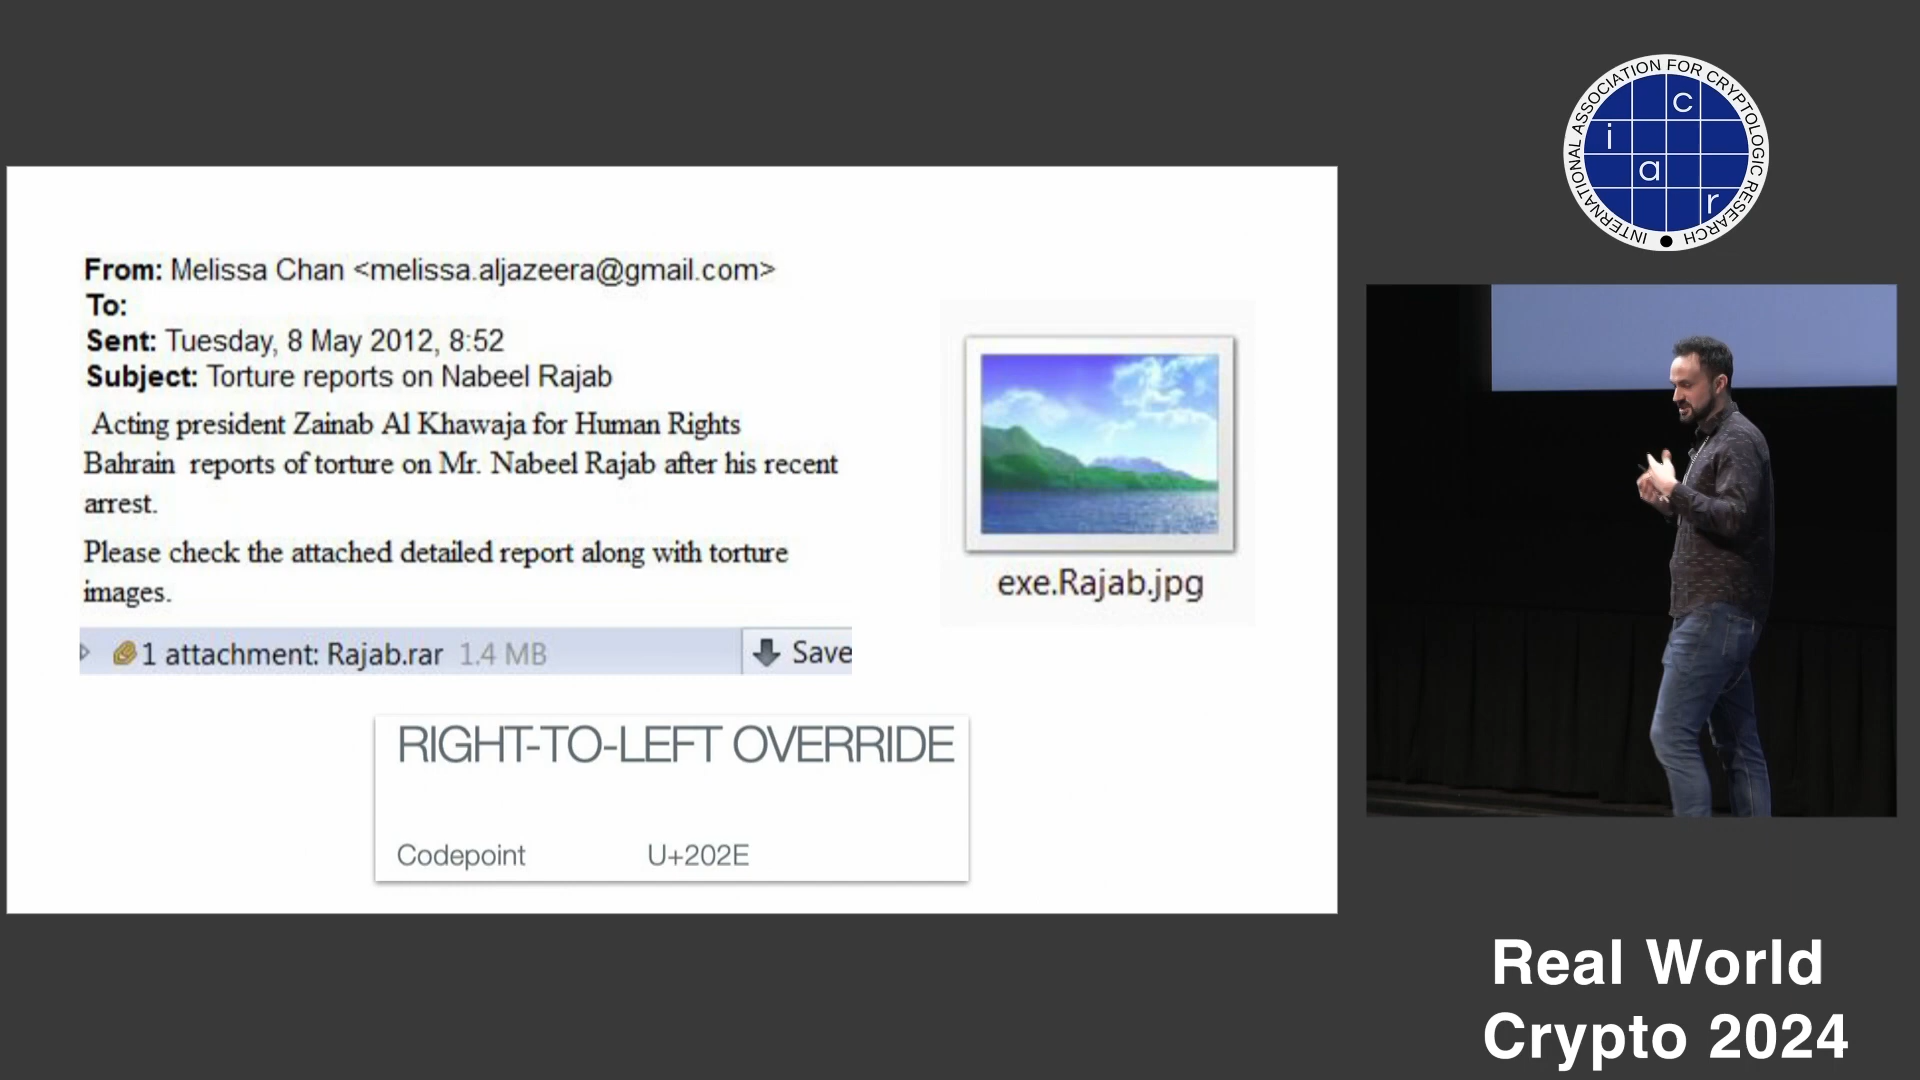 From: Melissa Chan <melissa.aljazeera@gmail.com>
To:
Sent: Tuesday, 8 May 2012, 8:52
Subject: Torture reports on Nabeel Rajab
Acting president Zainab Al Khawaja for Human Rights
Bahrain reports of torture on Mr. Nabeel Rajab after his recent
arrest.
Please check the attached detailed report along with torture
images.
1 attachment: Rajab.rar 1.4 MB
Save
exe.Rajab.jpg
RIGHT-TO-LEFT OVERRIDE
Codepoint U+202E
INTERNATIONAL ASSOCIATION FOR CRYPTOLOGIC RESEARCH
i a c r
Real World
Crypto 2024